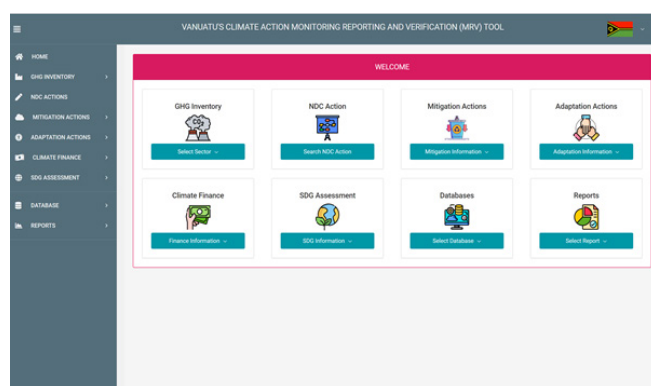 VANUATU'S CLIMATE ACTION MONITORING REPORTING AND VERIFICATION (MRV) TOOL
HOME
GHG INVENTORY
NDC ACTIONS
MITIGATION ACTIONS
ADAPTATION ACTIONS
CLIMATE FINANCE
SDG ASSESSMENT
DATABASE
REPORTS
WELCOME
GHG Inventory
CO₂
Select Sector
NDC Action
Search NDC Action
Mitigation Actions
Mitigation Information
Adaptation Actions
Adaptation Information
Climate Finance
Finance Information
SDG Assessment
SDG Information
Databases
Select Database
Reports
Select Report